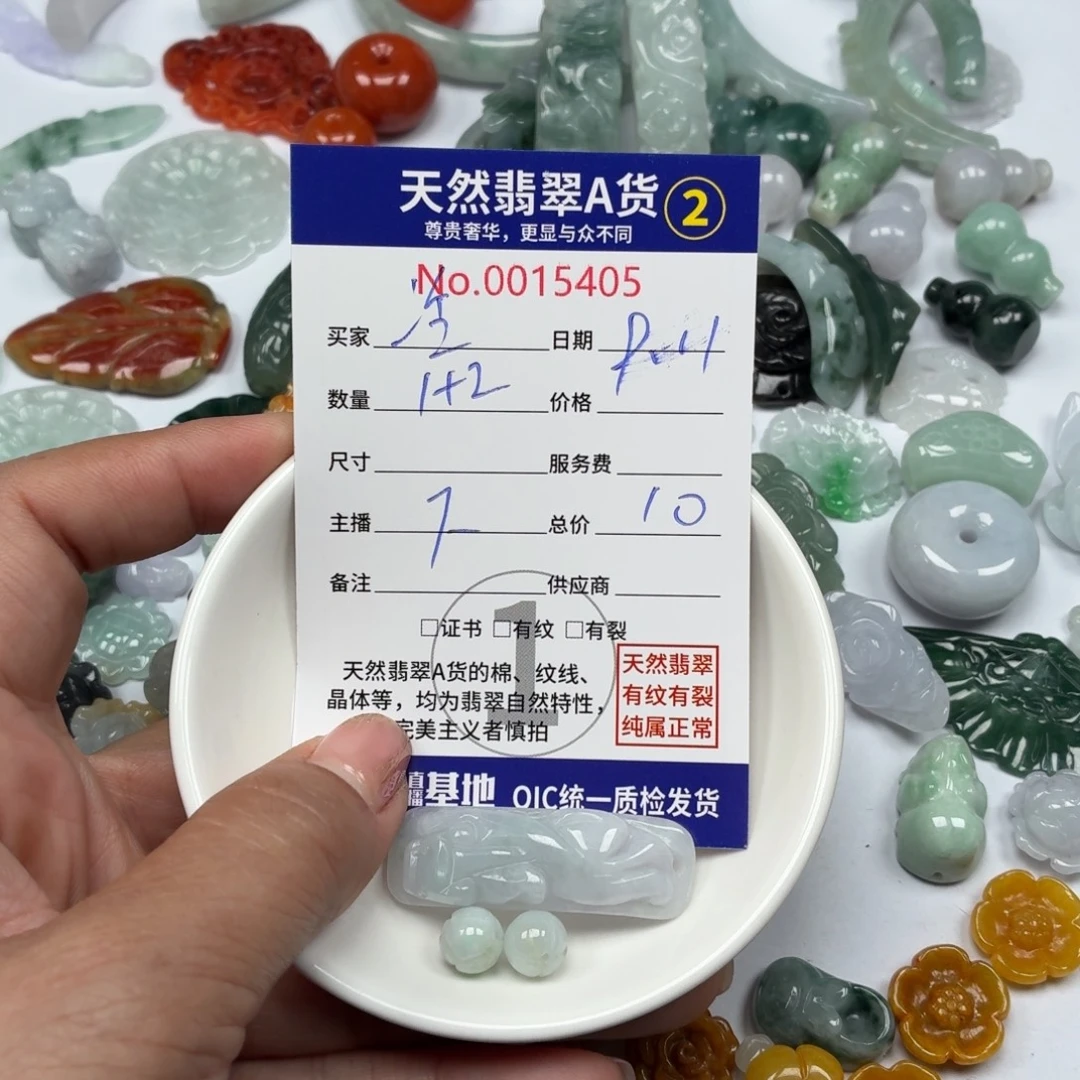 天然翡翠A货 2
尊贵奢华，更显与众不同
No.0015405
买家 日期
数量 1+2 价格
尺寸 服务费
主播 总价 10
备注 供应商
1
□证书 □有纹 □有裂
天然翡翠A货的棉、纹线、
晶体等，均为翡翠自然特性，
完美主义者慎拍
天然翡翠
有纹有裂
纯属正常
直播基地 QIC统一质检发货